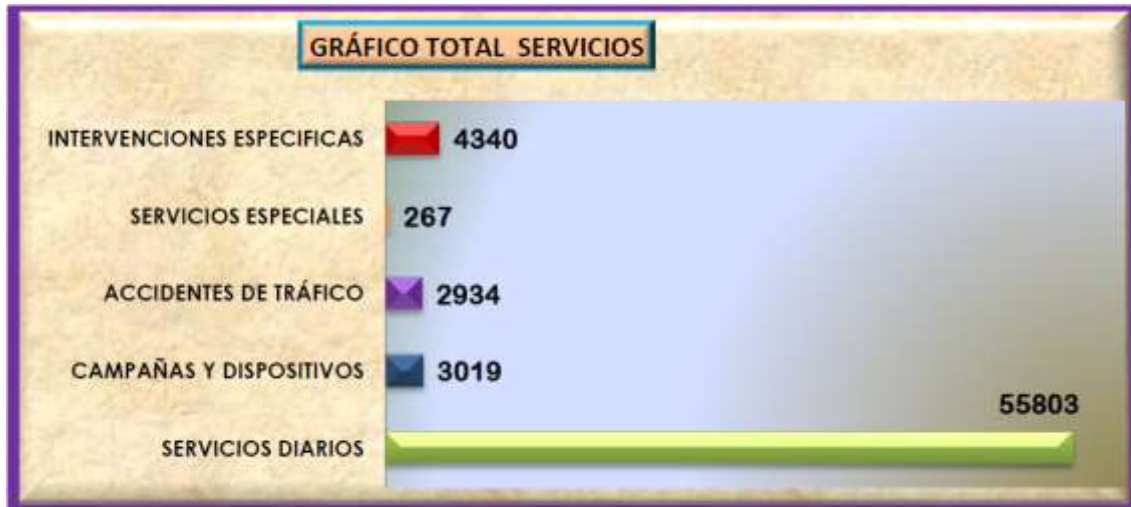 GRÁFICO TOTAL SERVICIOS
INTERVENCIONES ESPECIFICAS 4340
SERVICIOS ESPECIALES 267
ACCIDENTES DE TRÁFICO 2934
CAMPAÑAS Y DISPOSITIVOS 3019
SERVICIOS DIARIOS 55803